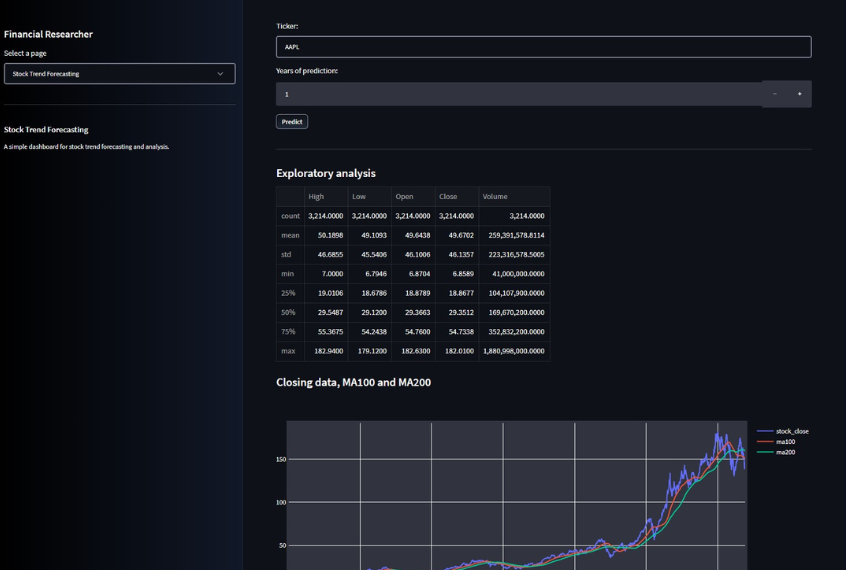 Financial Researcher
Select a page
Stock Trend Forecasting
Stock Trend Forecasting
A simple dashboard for stock trend forecasting and analysis.
Ticker:
AAPL
Years of prediction:
1 − +
Predict
Exploratory analysis
High Low Open Close Volume
count 3,214.0000 3,214.0000 3,214.0000 3,214.0000 3,214.0000
mean 50.1898 49.1093 49.6438 49.6702 259,391,578.8114
std 46.6855 45.5406 46.1006 46.1357 223,316,578.5005
min 7.0000 6.7946 6.8704 6.8589 41,000,000.0000
25% 19.0106 18.6786 18.8789 18.8677 104,107,900.0000
50% 29.5487 29.1200 29.3663 29.3512 169,670,200.0000
75% 55.3675 54.2438 54.7600 54.7338 352,832,200.0000
max 182.9400 179.1200 182.6300 182.0100 1,880,998,000.0000
Closing data, MA100 and MA200
stock_close
ma100
ma200
150
100
50